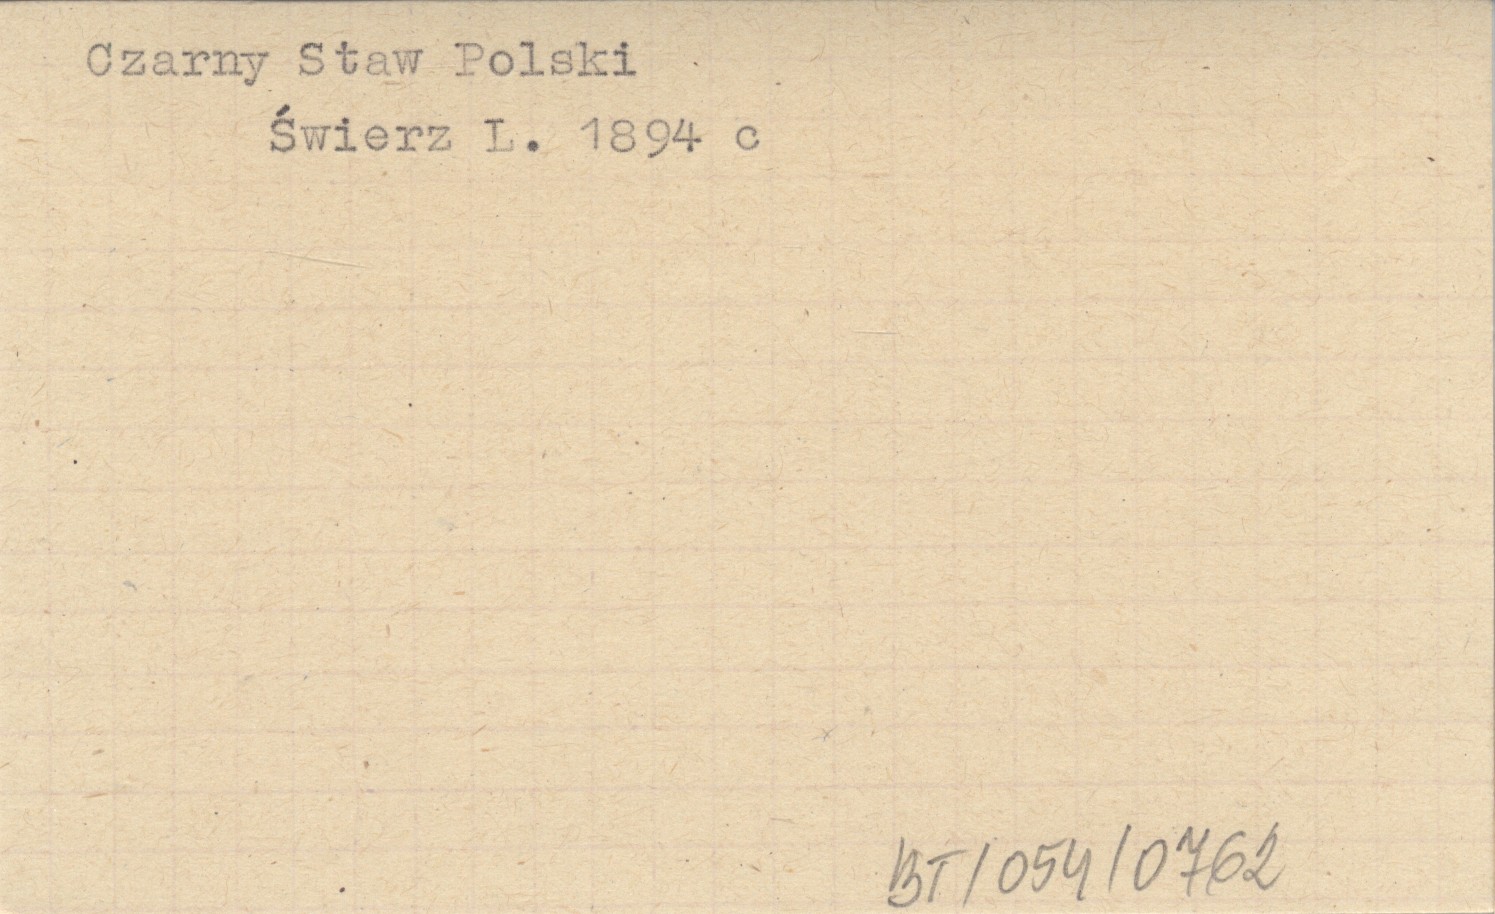 Czarny Staw Polski
Świerz L. 1894 c
BT/054/0762